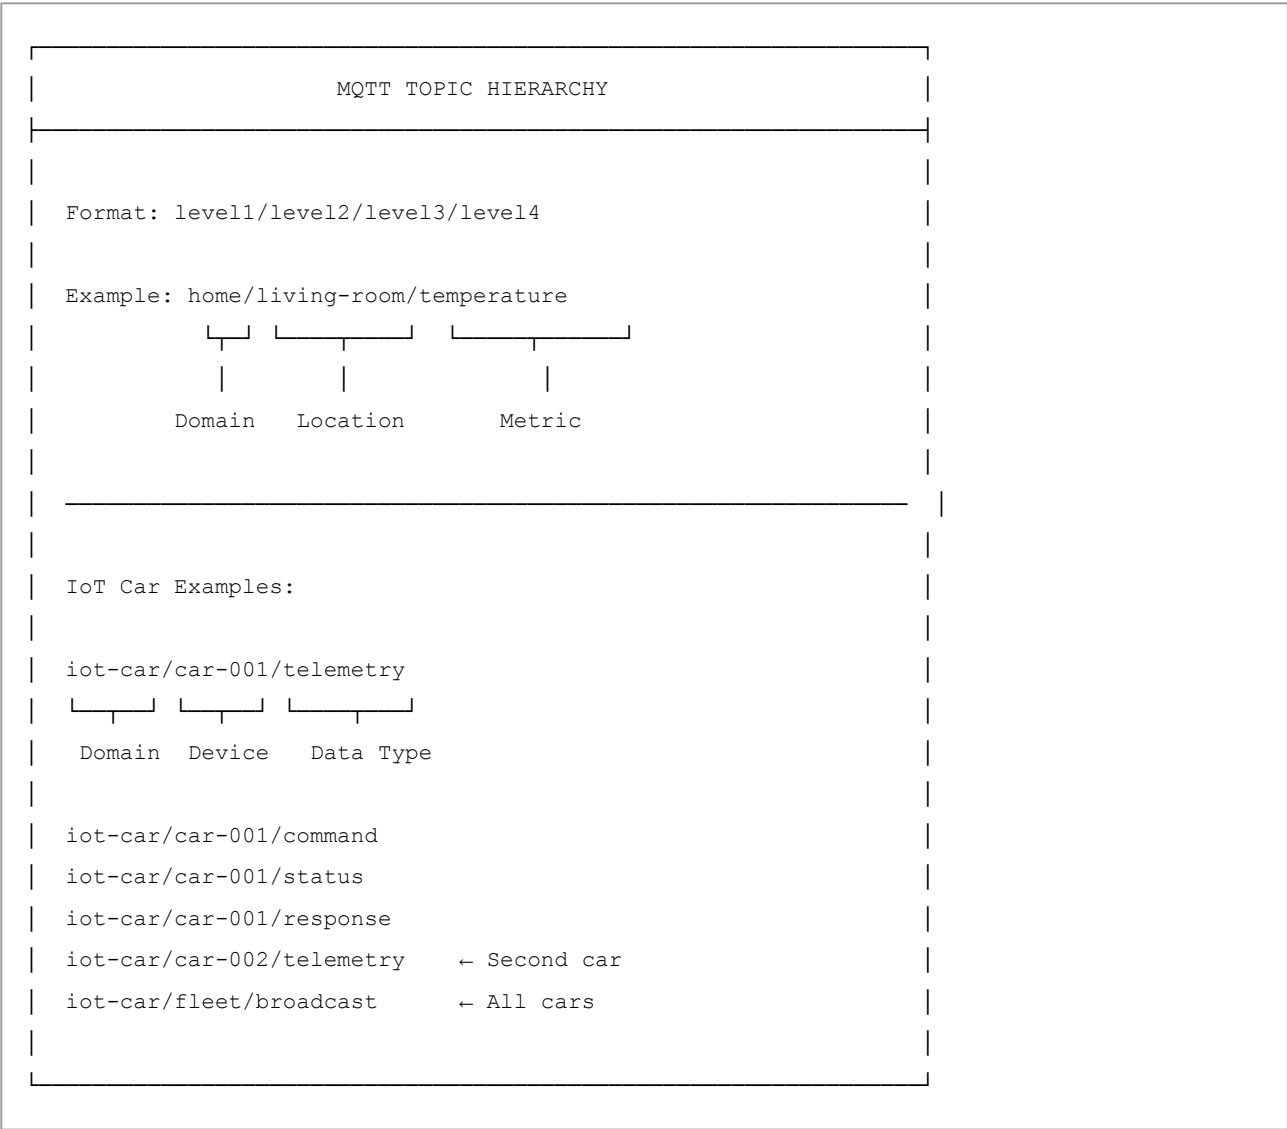 MQTT TOPIC HIERARCHY
Format: level1/level2/level3/level4
Example: home/living-room/temperature
Domain Location Metric
IoT Car Examples:
iot-car/car-001/telemetry
Domain Device Data Type
iot-car/car-001/command
iot-car/car-001/status
iot-car/car-001/response
iot-car/car-002/telemetry ← Second car
iot-car/fleet/broadcast ← All cars